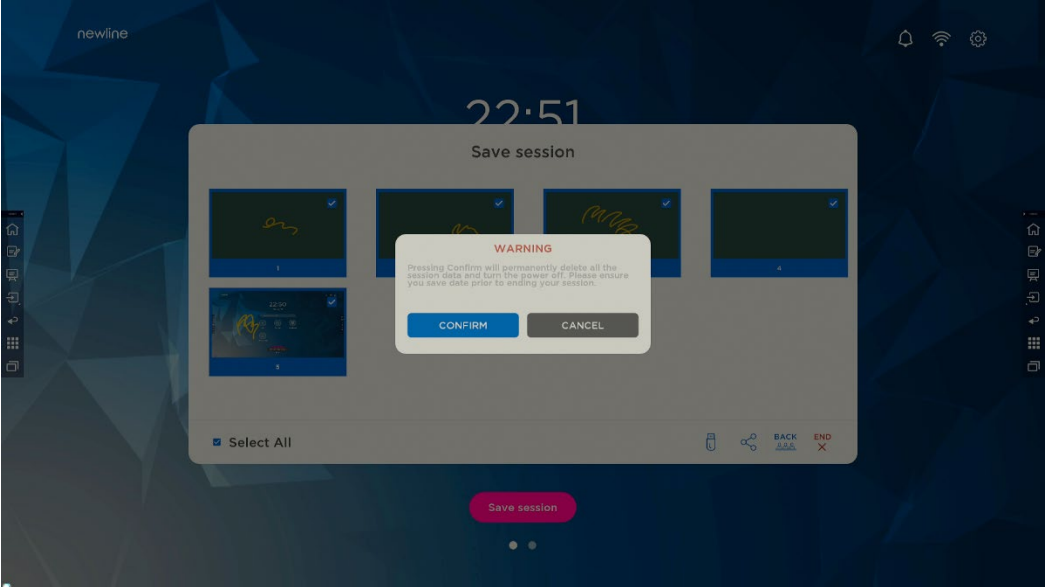 newline
22:51
Save session
1
4
WARNING
Pressing Confirm will permanently delete all the
session data and turn the power off. Please ensure
you save date prior to ending your session.
CONFIRM
CANCEL
12:50
5
Select All
BACK
END
Save session